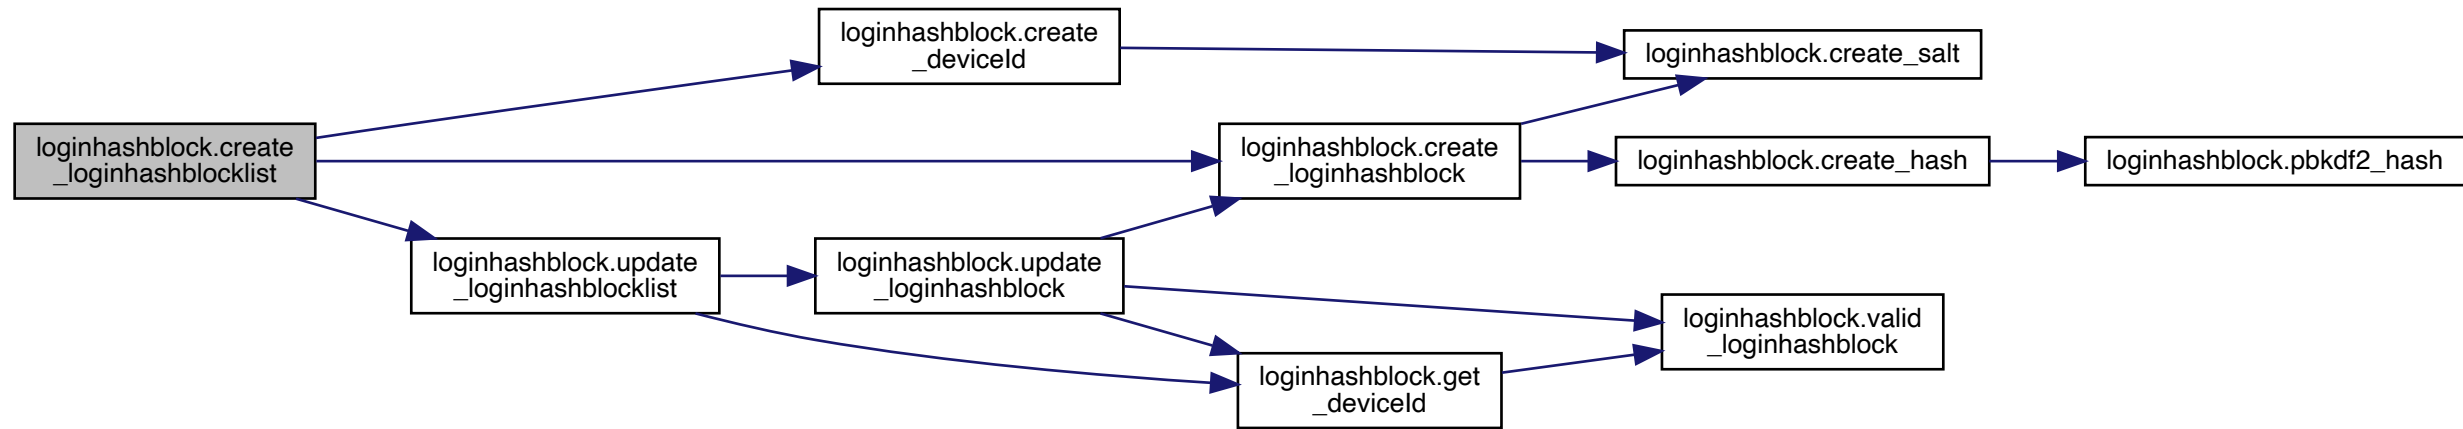 loginhashblock.create
_loginhashblocklist
loginhashblock.create
_deviceId
loginhashblock.create_salt
loginhashblock.create
_loginhashblock
loginhashblock.create_hash
loginhashblock.pbkdf2_hash
loginhashblock.update
_loginhashblocklist
loginhashblock.update
_loginhashblock
loginhashblock.valid
_loginhashblock
loginhashblock.get
_deviceId